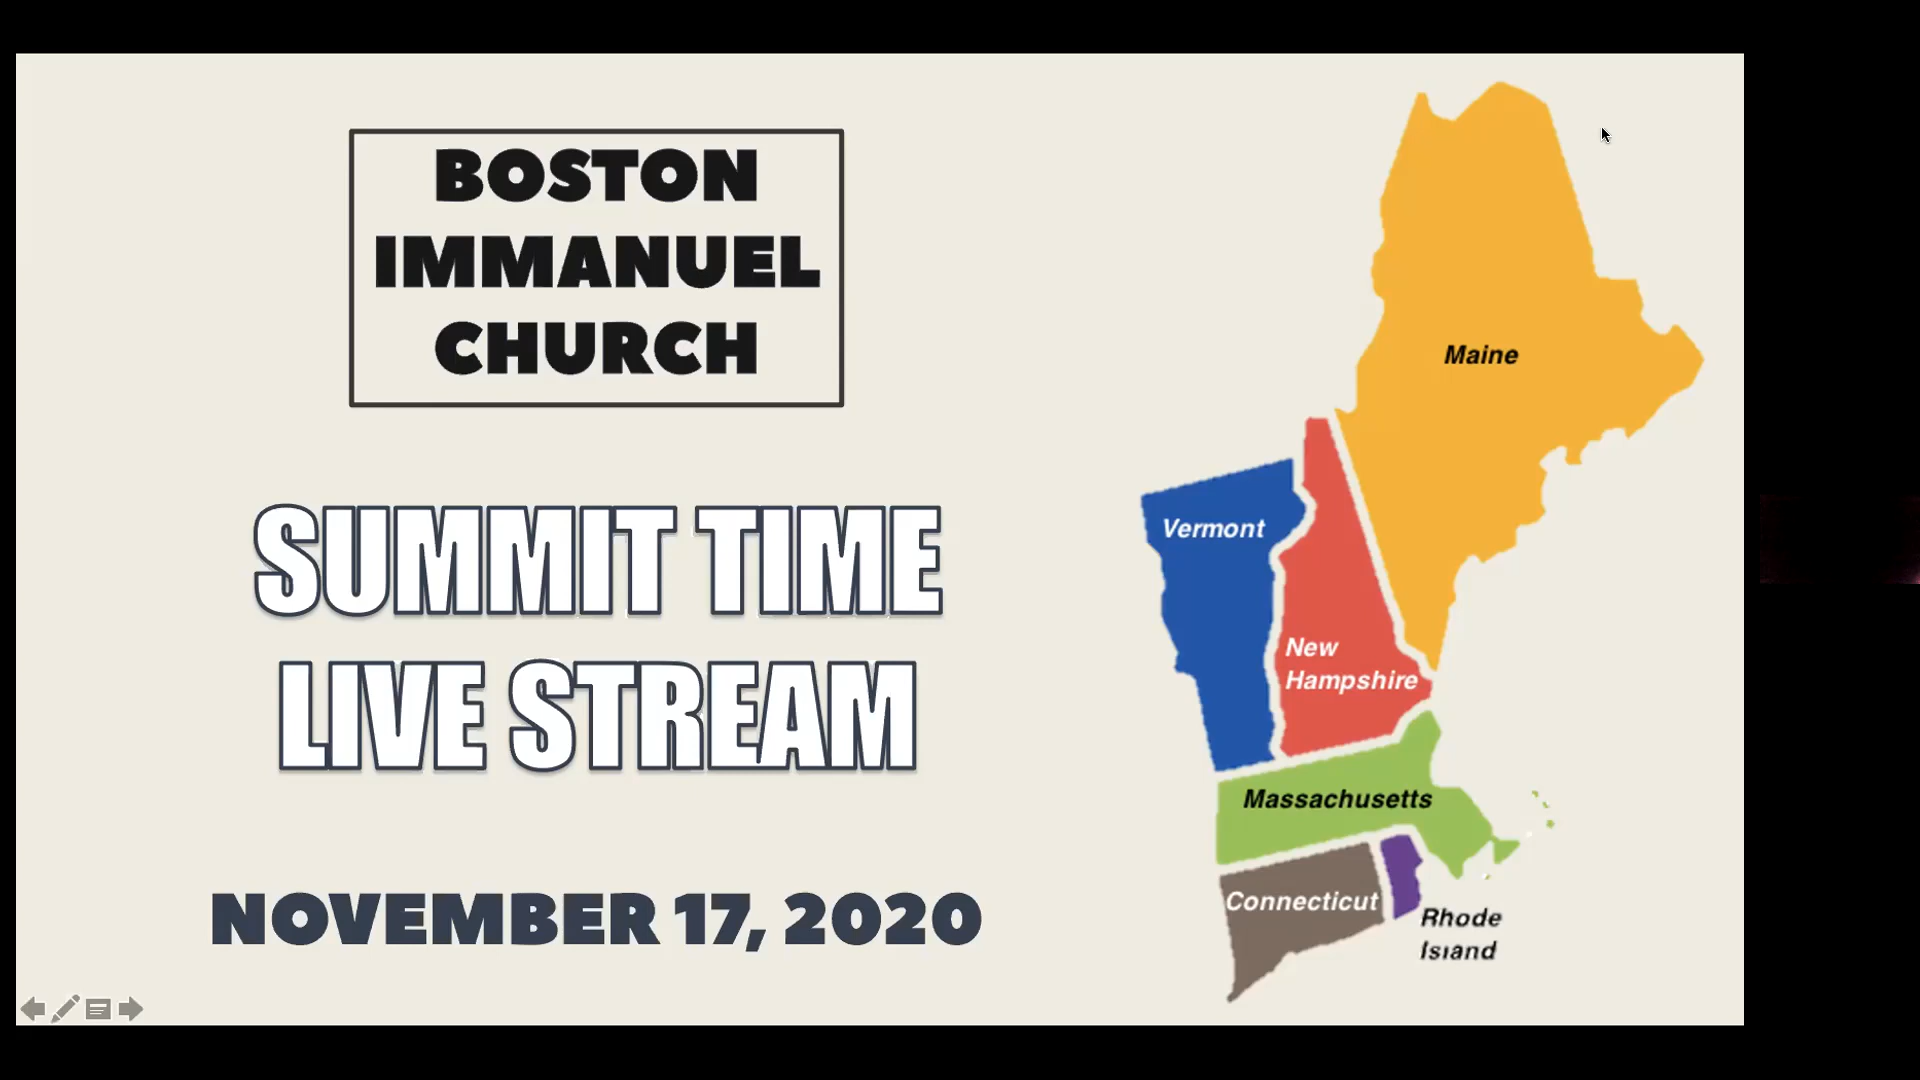 BOSTON
IMMANUEL
CHURCH
SUMMIT TIME
LIVE STREAM
NOVEMBER 17, 2020
Maine
Vermont
New
Hampshire
Massachusetts
Connecticut
Rhode
Island